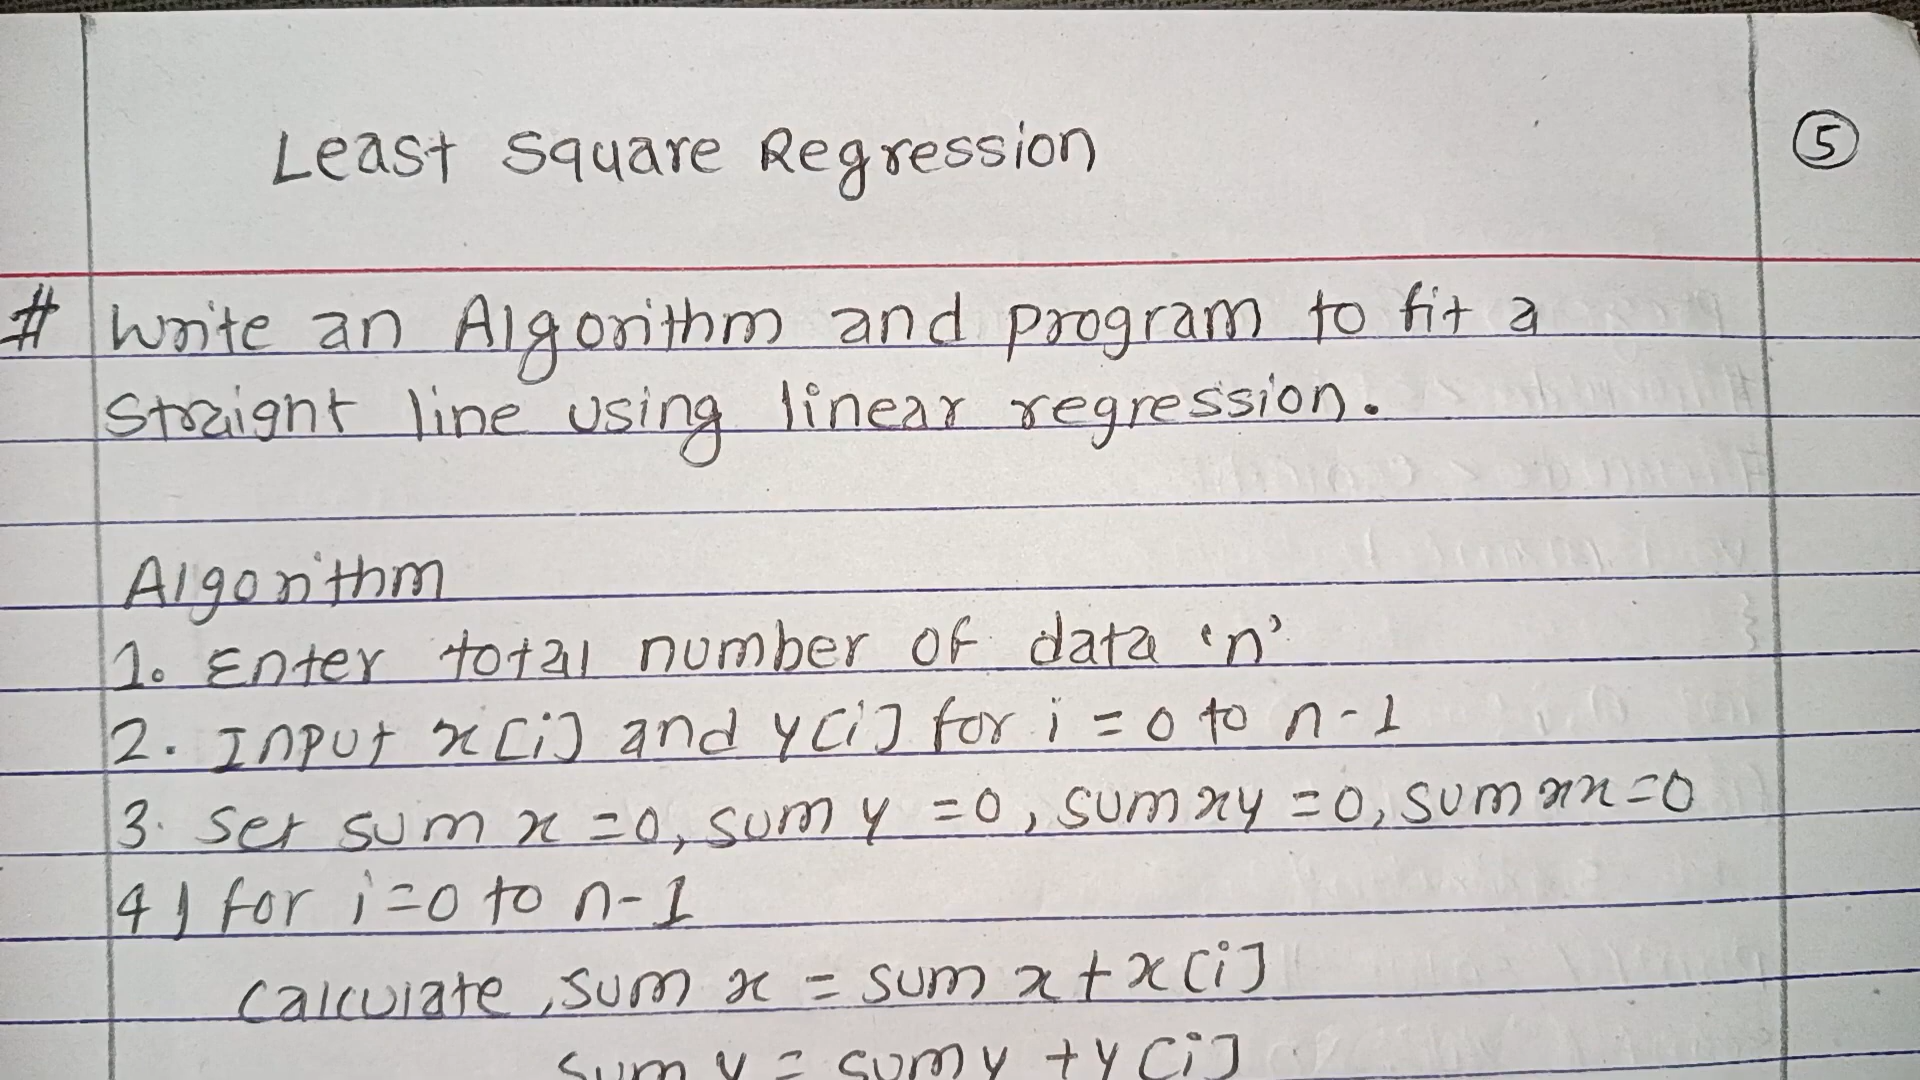 Least Square Regression
5
# Write an Algorithm and program to fit a
Straight line using linear regression.
Algorithm
1. Enter total number of data 'n'
2. Input x[i] and y[i] for i = 0 to n-1
3. Set sum x = 0, sum y = 0, sum xy = 0, sum xx = 0
4) for i=0 to n-1
calculate, sum x = sum x + x[i]
sum y = sum y + y[i]